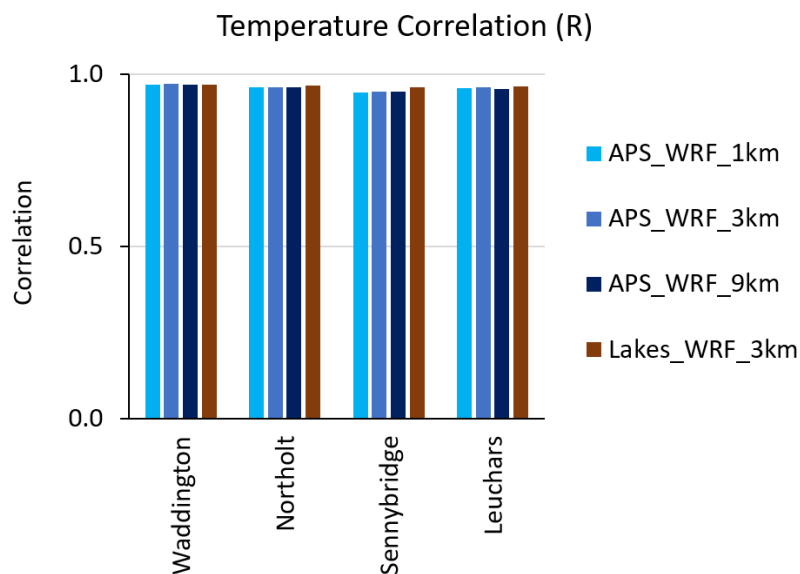 Temperature Correlation (R)
1.0
0.5
0.0
Correlation
Waddington
Northolt
Sennybridge
Leuchars
APS_WRF_1km
APS_WRF_3km
APS_WRF_9km
Lakes_WRF_3km